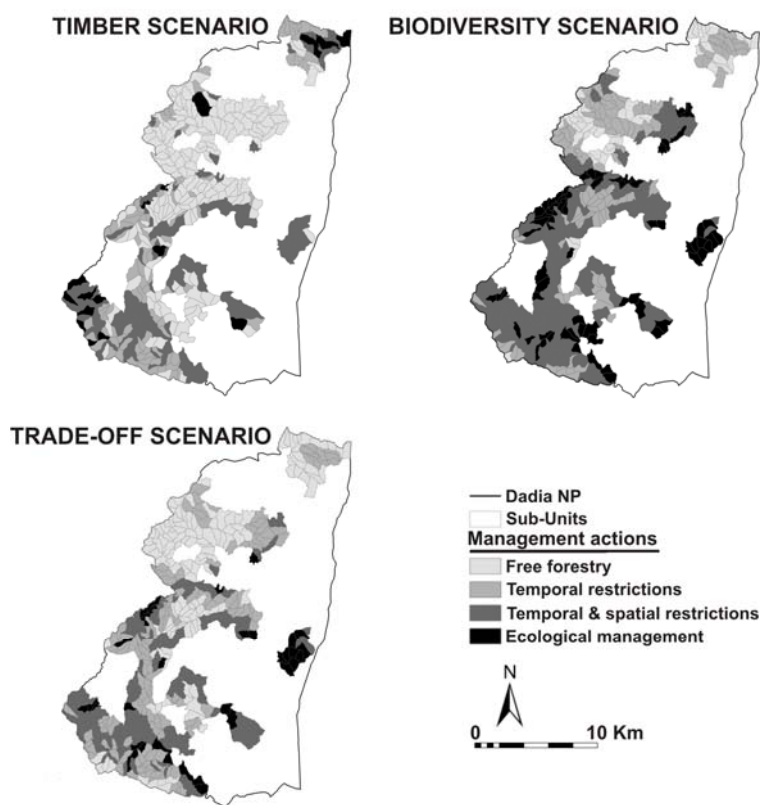 TIMBER SCENARIO
BIODIVERSITY SCENARIO
TRADE-OFF SCENARIO
Dadia NP
Sub-Units
Management actions
Free forestry
Temporal restrictions
Temporal & spatial restrictions
Ecological management
N
0 10 Km